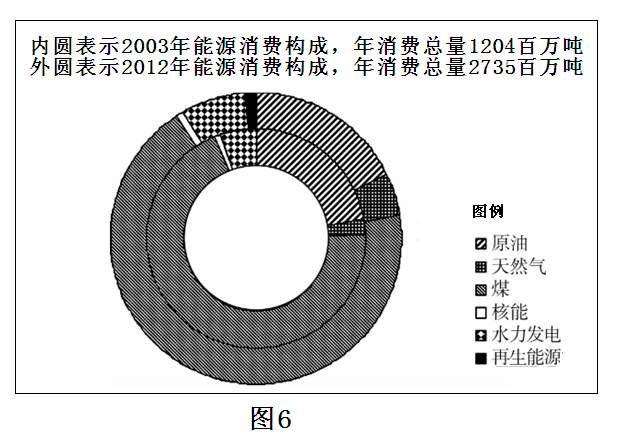 内圆表示2003年能源消费构成，年消费总量1204百万吨
外圆表示2012年能源消费构成，年消费总量2735百万吨
图例
原油
天然气
煤
核能
水力发电
再生能源
图6